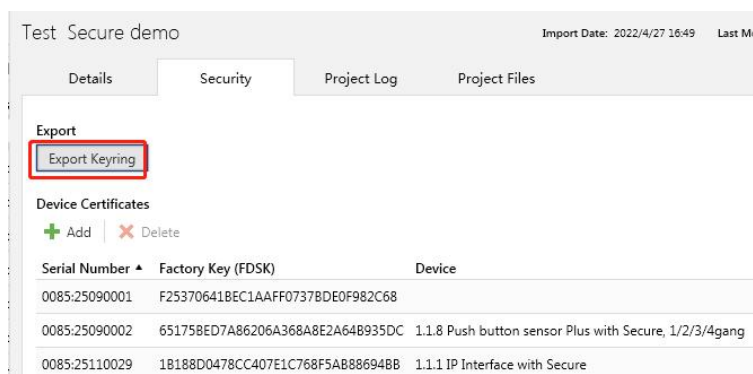 Test Secure demo Import Date: 2022/4/27 16:49 Last M
Details Security Project Log Project Files
Export
Export Keyring
Device Certificates
Add Delete
Serial Number Factory Key (FDSK) Device
0085:25090001 F25370641BEC1AAFF0737BDE0F982C68
0085:25090002 65175BED7A86206A368A8E2A64B935DC 1.1.8 Push button sensor Plus with Secure, 1/2/3/4gang
0085:25110029 1B188D0478CC407E1C768F5AB88694BB 1.1.1 IP Interface with Secure